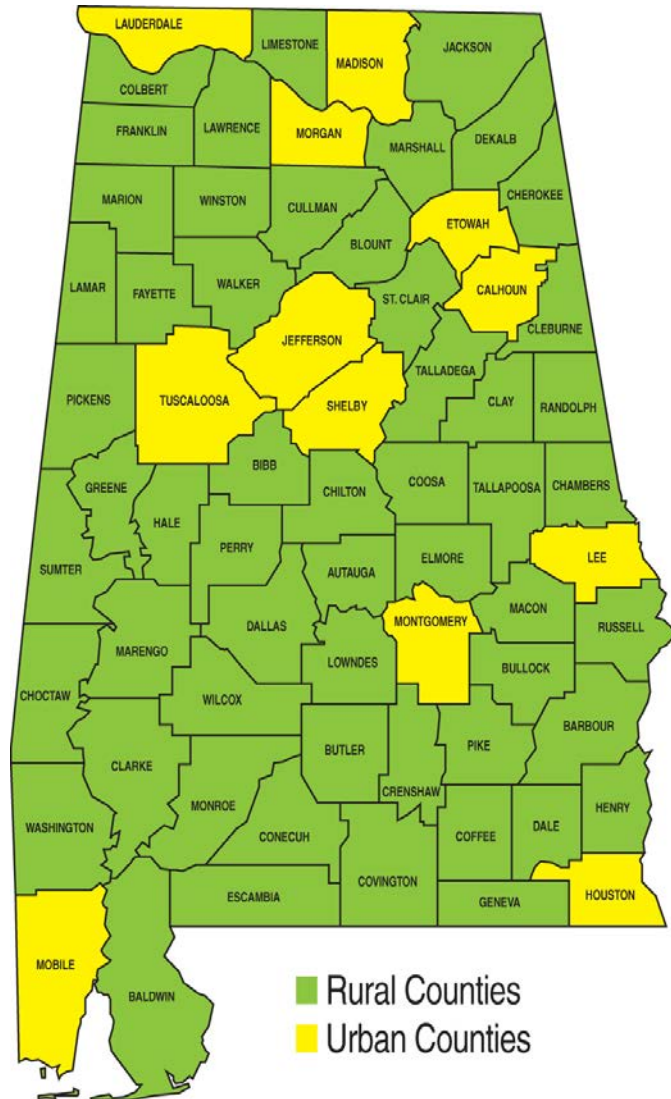 LAUDERDALE
LIMESTONE
MADISON
JACKSON
COLBERT
FRANKLIN
LAWRENCE
MORGAN
MARSHALL
DEKALB
CHEROKEE
MARION
WINSTON
CULLMAN
ETOWAH
BLOUNT
LAMAR
FAYETTE
WALKER
ST. CLAIR
CALHOUN
CLEBURNE
JEFFERSON
TALLADEGA
PICKENS
TUSCALOOSA
SHELBY
CLAY
RANDOLPH
BIBB
GREENE
HALE
CHILTON
COOSA
TALLAPOOSA
CHAMBERS
PERRY
SUMTER
AUTAUGA
ELMORE
LEE
MACON
RUSSELL
MARENGO
DALLAS
MONTGOMERY
LOWNDES
BULLOCK
CHOCTAW
WILCOX
BARBOUR
CLARKE
BUTLER
PIKE
CRENSHAW
MONROE
HENRY
WASHINGTON
CONECUH
COFFEE
DALE
COVINGTON
ESCAMBIA
GENEVA
HOUSTON
MOBILE
BALDWIN
Rural Counties
Urban Counties